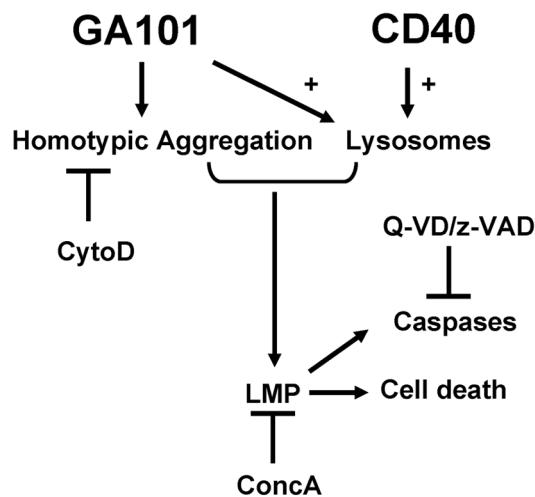 GA101 CD40
+ +
Homotypic Aggregation Lysosomes
CytoD
Q-VD/z-VAD
Caspases
LMP Cell death
ConcA